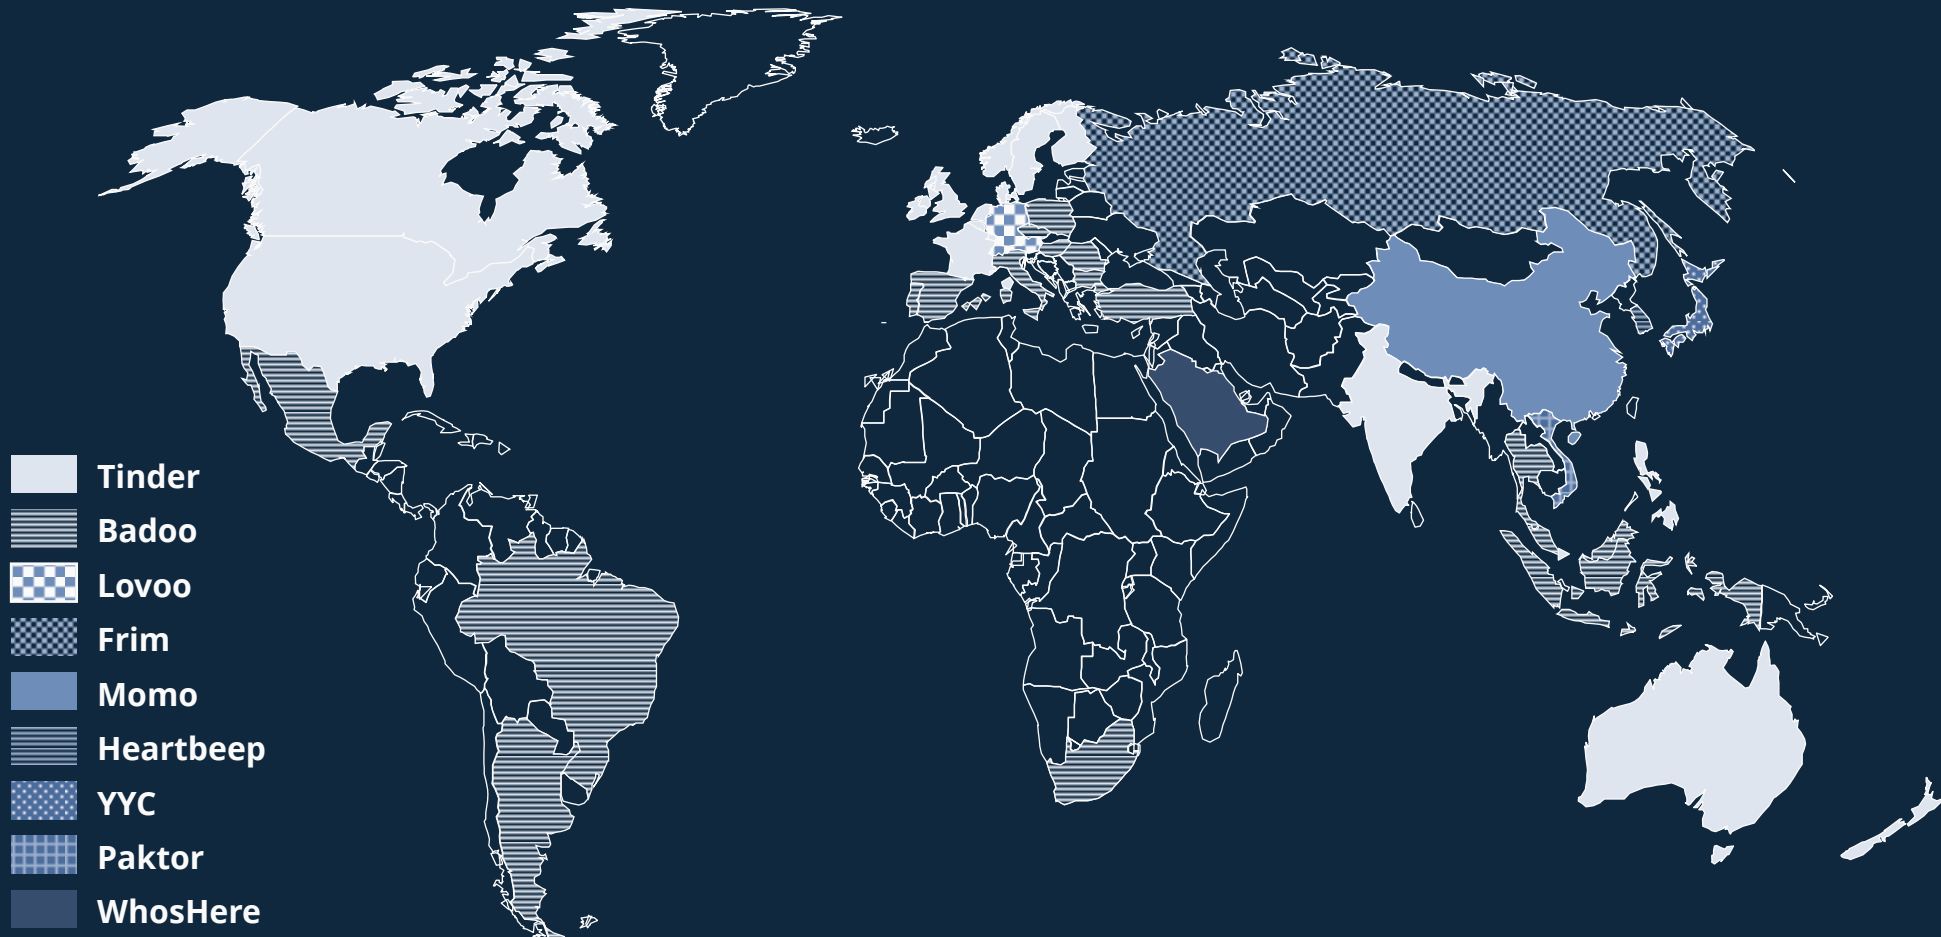 Tinder
Badoo
Lovoo
Frim
Momo
Heartbeep
YYC
Paktor
WhosHere